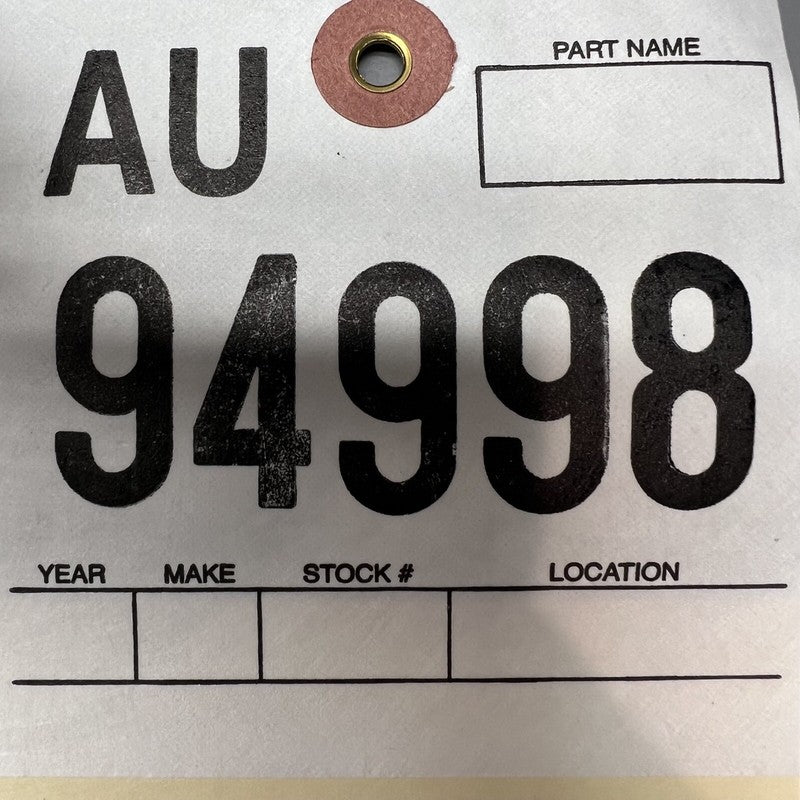 PART NAME
AU
94998
YEAR MAKE STOCK # LOCATION